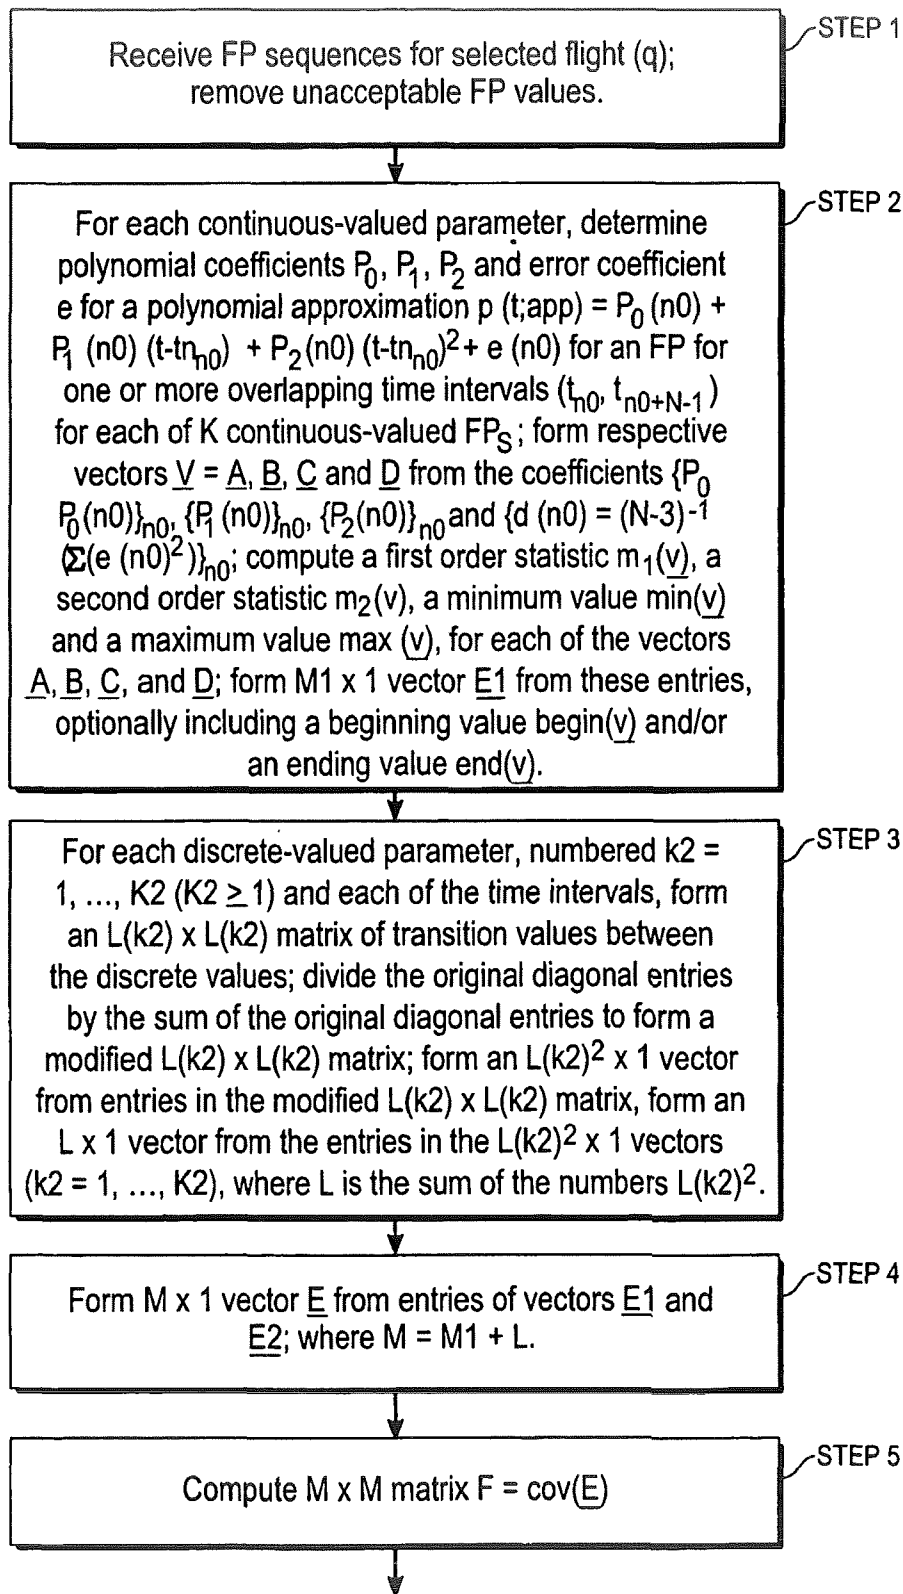 Receive FP sequences for selected flight (q);
remove unacceptable FP values.
STEP 1
For each continuous-valued parameter, determine
polynomial coefficients P₀, P₁, P₂ and error coefficient
e for a polynomial approximation p (t;app) = P₀ (n0) +
P₁ (n0) (t-tnₙ₀) + P₂(n0) (t-tnₙ₀)² + e (n0) for an FP for
one or more overlapping time intervals (tₙ₀, tₙ₀₊N₋₁)
for each of K continuous-valued FPₛ; form respective
vectors V = A, B, C and D from the coefficients {P₀
P₀(n0)}ₙ₀, {P₁ (n0)}ₙ₀, {P₂(n0)}ₙ₀ and {d (n0) = (N-3)⁻¹
(Σ(e (n0)²)}ₙ₀; compute a first order statistic m₁(v), a
second order statistic m₂(v), a minimum value min(v)
and a maximum value max (v), for each of the vectors
A, B, C, and D; form M1 x 1 vector E1 from these entries,
optionally including a beginning value begin(v) and/or
an ending value end(v).
STEP 2
For each discrete-valued parameter, numbered k2 =
1, ..., K2 (K2 ≥ 1) and each of the time intervals, form
an L(k2) x L(k2) matrix of transition values between
the discrete values; divide the original diagonal entries
by the sum of the original diagonal entries to form a
modified L(k2) x L(k2) matrix; form an L(k2)² x 1 vector
from entries in the modified L(k2) x L(k2) matrix, form an
L x 1 vector from the entries in the L(k2)² x 1 vectors
(k2 = 1, ..., K2), where L is the sum of the numbers L(k2)².
STEP 3
Form M x 1 vector E from entries of vectors E1 and
E2; where M = M1 + L.
STEP 4
Compute M x M matrix F = cov(E)
STEP 5